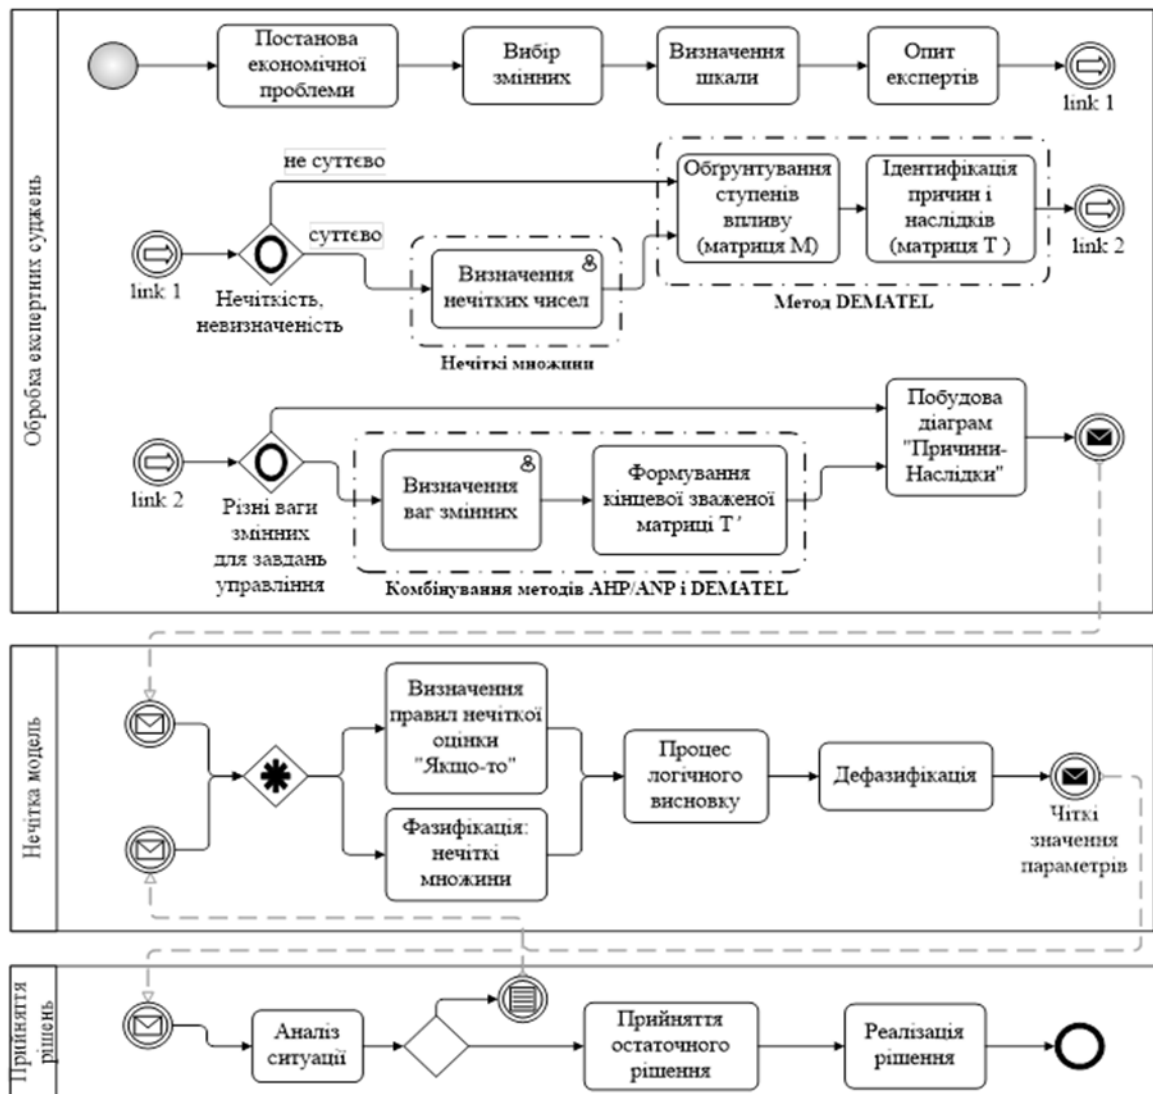 Обробка експертних суджень
Постанова
економічної
проблеми
Вибір
змінних
Визначення
шкали
Опит
експертів
link 1
не суттєво
суттєво
link 1
Нечіткість,
невизначеність
Визначення
нечітких чисел
Нечіткі множини
Обґрунтування
ступенів
впливу
(матриця М)
Ідентифікація
причин і
наслідків
(матриця Т )
link 2
Метод DEMATEL
link 2
Різні ваги
змінних
для завдань
управління
Визначення
ваг змінних
Формування
кінцевої зваженої
матриці Т ′
Комбінування методів AHP/ANP і DEMATEL
Побудова
діаграм
"Причини-
Наслідки"
Нечітка модель
Визначення
правил нечіткої
оцінки
"Якщо-то"
Фазифікація:
нечіткі
множини
Процес
логічного
висновку
Дефазифікація
Чіткі
значення
параметрів
Прийняття
рішень
Аналіз
ситуації
Прийняття
остаточного
рішення
Реалізація
рішення